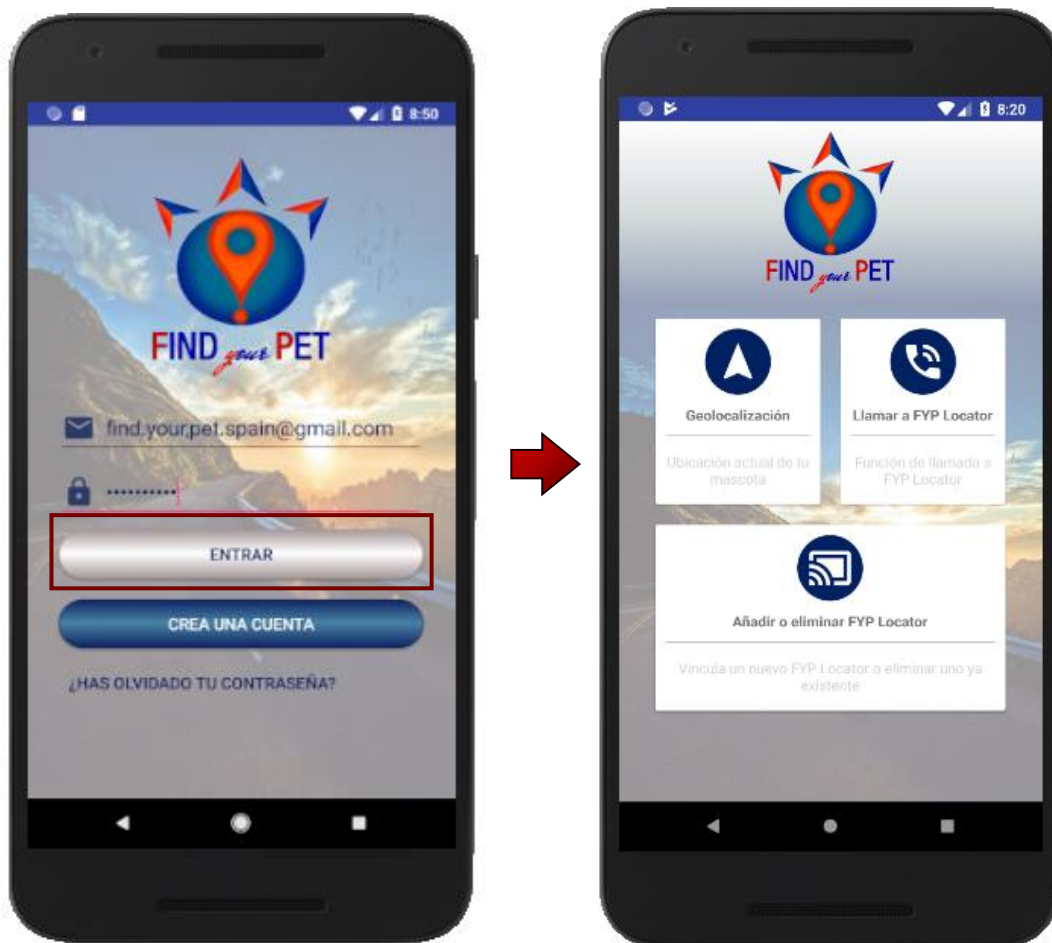 8:50
FIND your PET
find.your.pet.spain@gmail.com
ENTRAR
CREA UNA CUENTA
¿HAS OLVIDADO TU CONTRASEÑA?
8:20
FIND your PET
Geolocalización
Ubicación actual de tu
mascota
Llamar a FYP Locator
Función de llamada a
FYP Locator
Añadir o eliminar FYP Locator
Vincula un nuevo FYP Locator o eliminar uno ya
existente